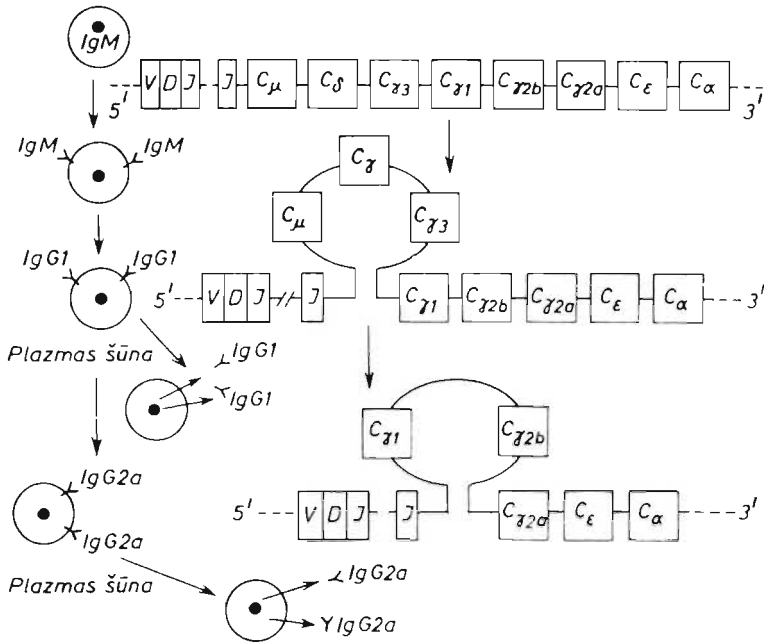 IgM
V D J J Cμ Cδ Cγ3 Cγ1 Cγ2b Cγ2a Cε Cα
5' 3'
IgM IgM
Cγ
Cμ Cγ3
IgG1 IgG1
5' V D J J Cγ1 Cγ2b Cγ2a Cε Cα 3'
Plazmas šūna
IgG1
IgG1
Cγ1 Cγ2b
IgG2a
5' V D J J Cγ2a Cε Cα 3'
IgG2a
Plazmas šūna
IgG2a
IgG2a